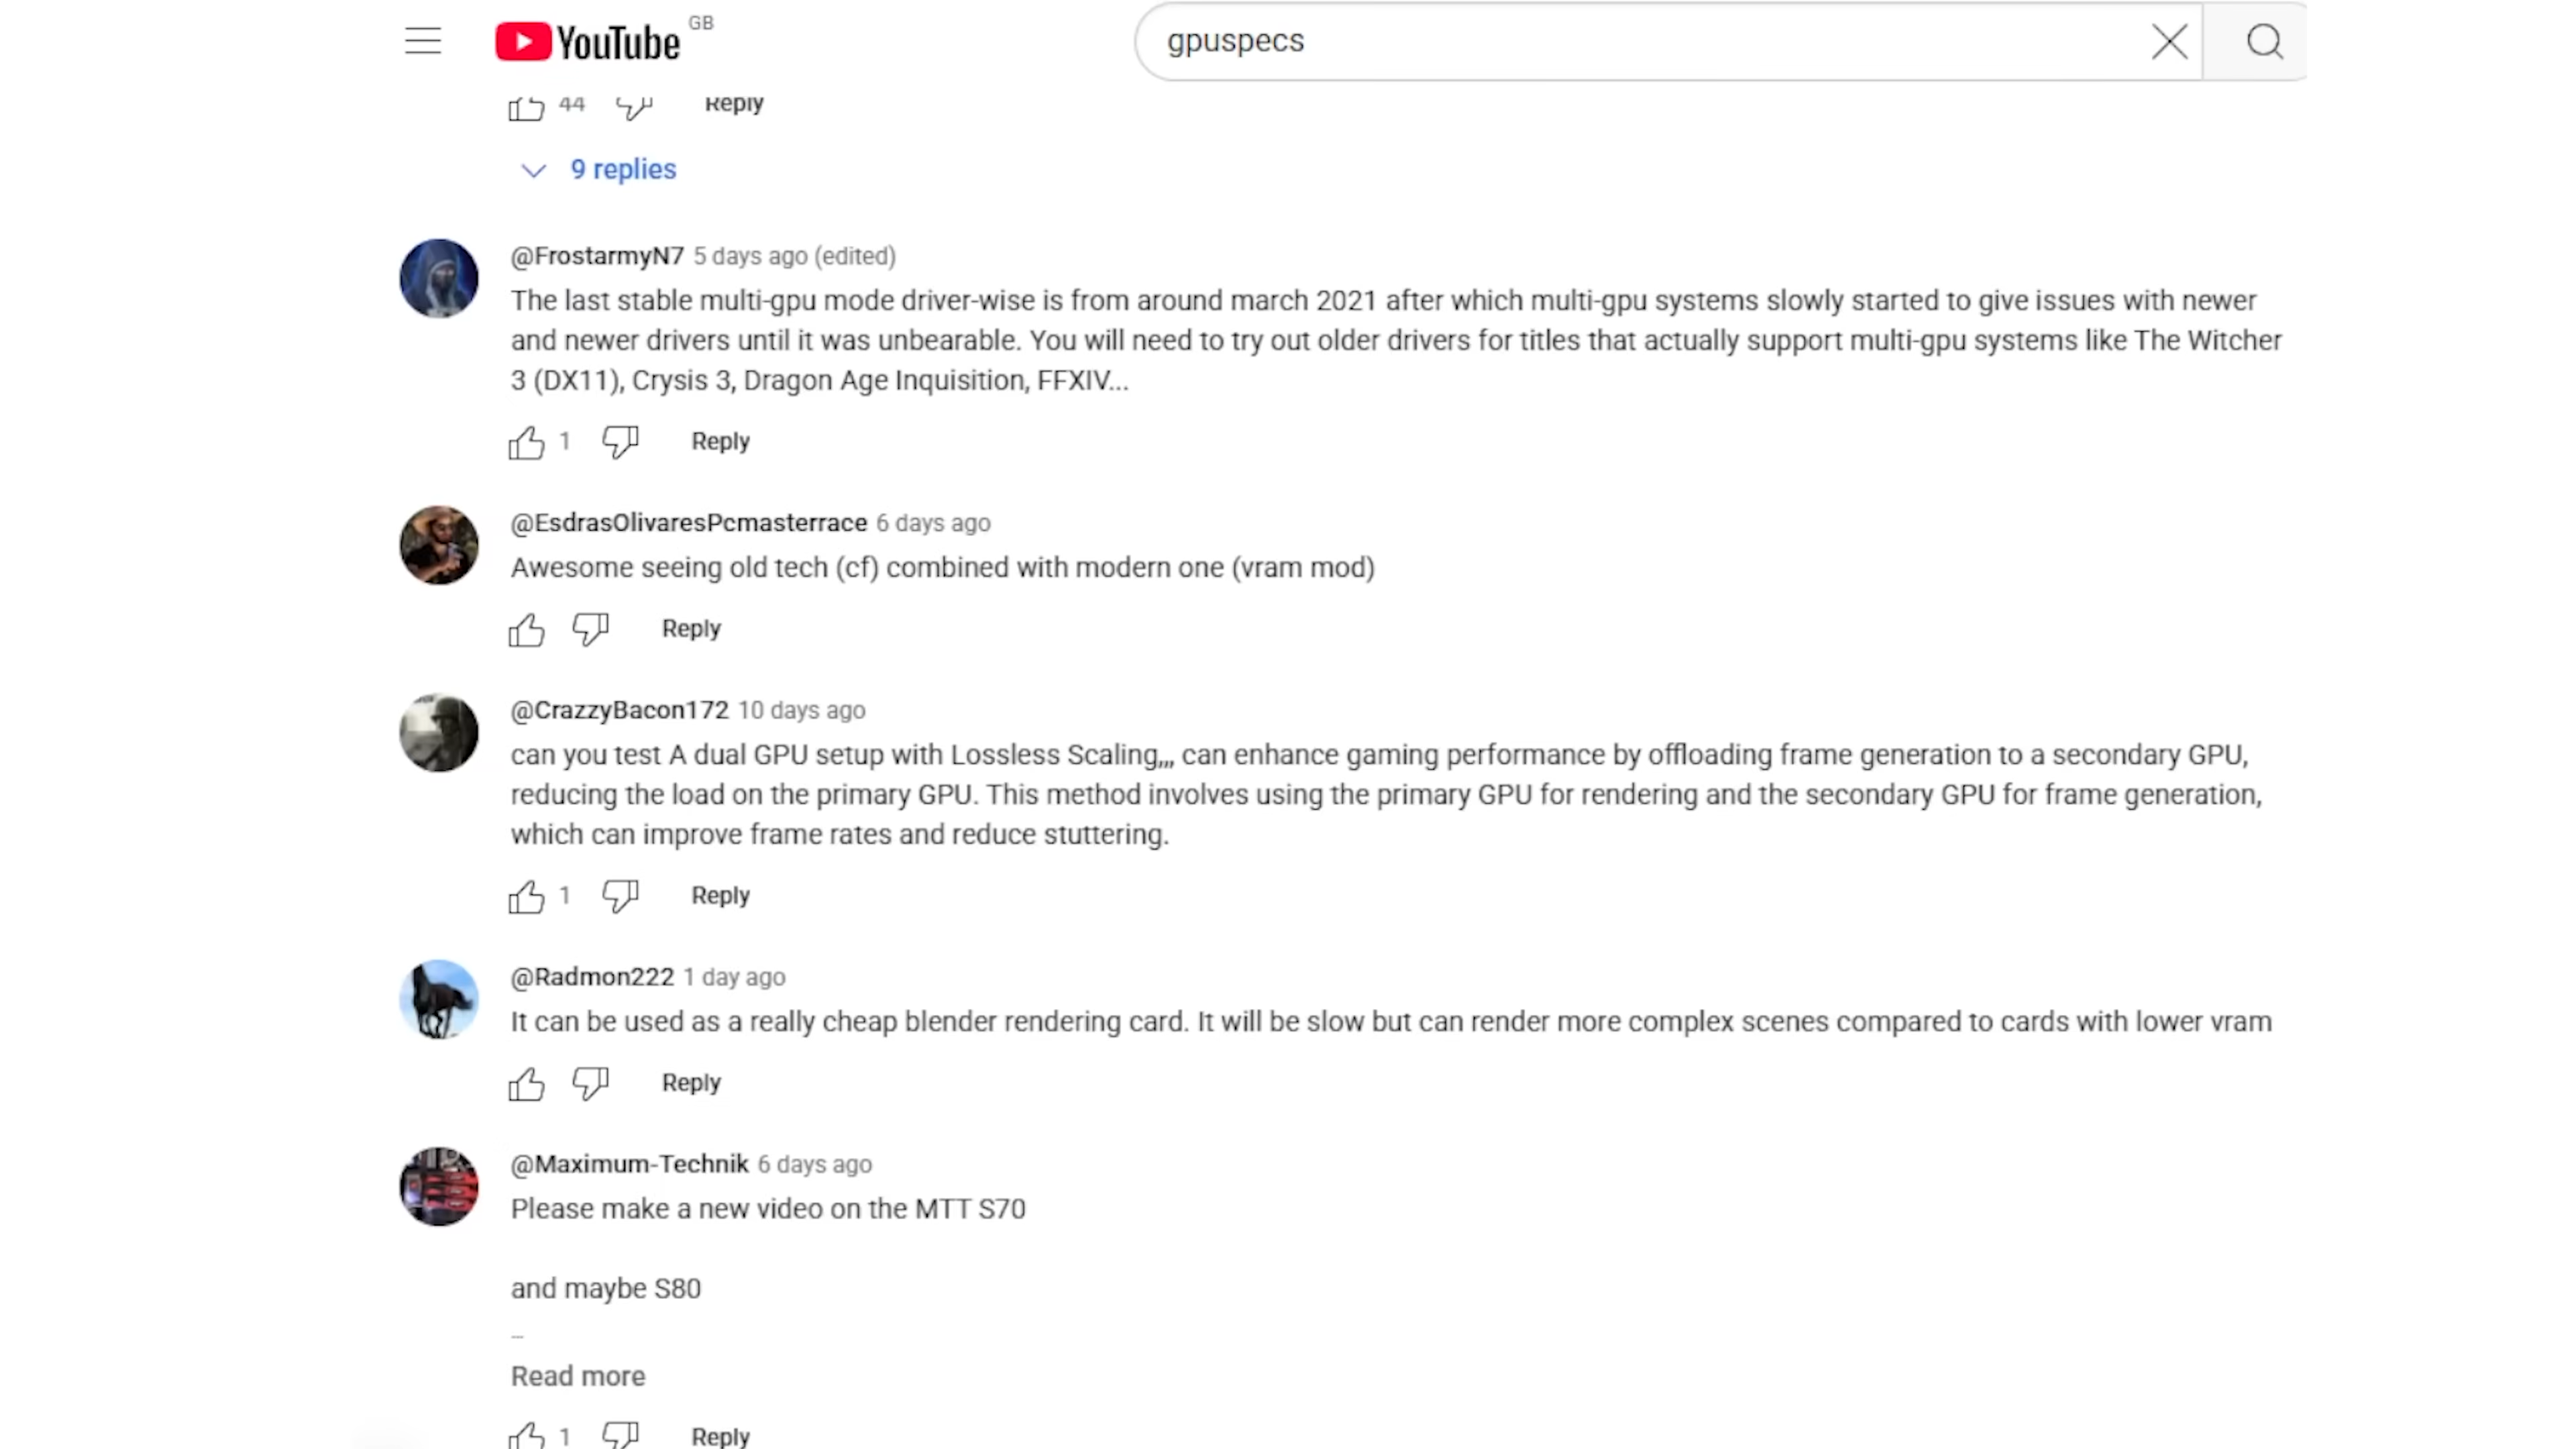 YouTube GB
gpuspecs
44 Reply
9 replies
@FrostarmyN7 5 days ago (edited)
The last stable multi-gpu mode driver-wise is from around march 2021 after which multi-gpu systems slowly started to give issues with newer
and newer drivers until it was unbearable. You will need to try out older drivers for titles that actually support multi-gpu systems like The Witcher
3 (DX11), Crysis 3, Dragon Age Inquisition, FFXIV...
1 Reply
@EsdrasOlivaresPcmasterrace 6 days ago
Awesome seeing old tech (cf) combined with modern one (vram mod)
Reply
@CrazzyBacon172 10 days ago
can you test A dual GPU setup with Lossless Scaling,,, can enhance gaming performance by offloading frame generation to a secondary GPU,
reducing the load on the primary GPU. This method involves using the primary GPU for rendering and the secondary GPU for frame generation,
which can improve frame rates and reduce stuttering.
1 Reply
@Radmon222 1 day ago
It can be used as a really cheap blender rendering card. It will be slow but can render more complex scenes compared to cards with lower vram
Reply
@Maximum-Technik 6 days ago
Please make a new video on the MTT S70
and maybe S80
Read more
1 Reply